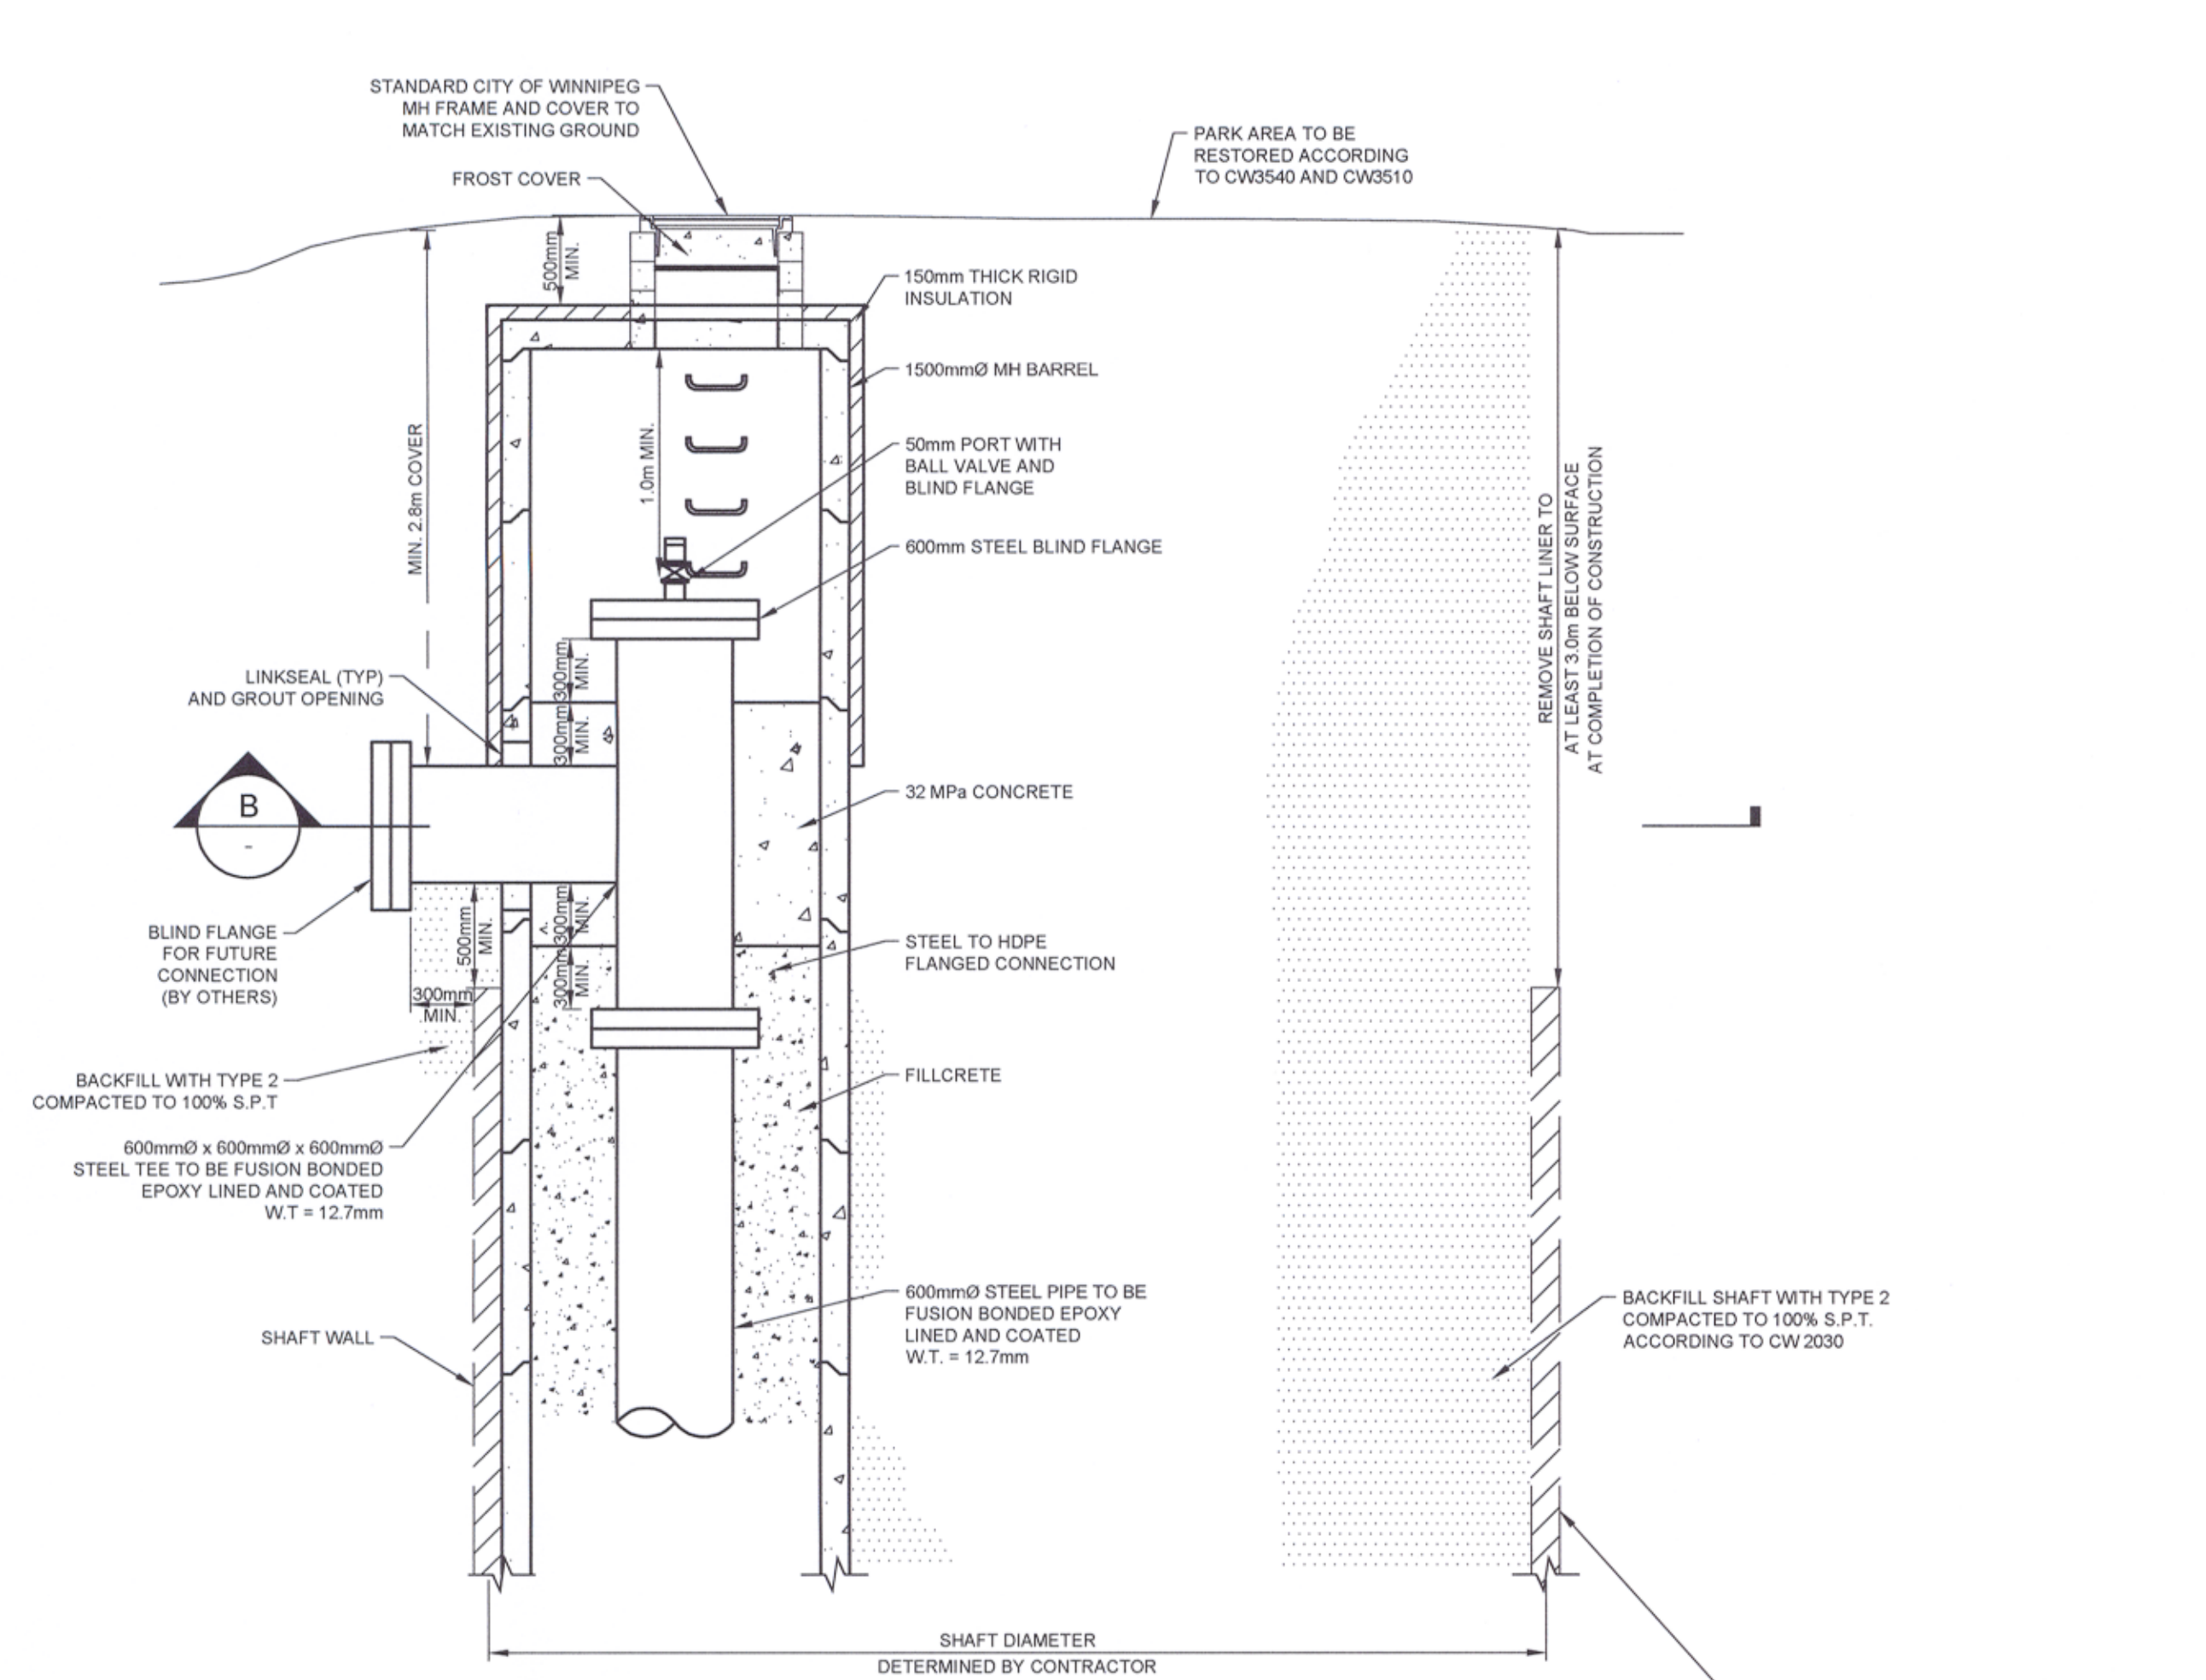 STANDARD CITY OF WINNIPEG
MH FRAME AND COVER TO
MATCH EXISTING GROUND
PARK AREA TO BE
RESTORED ACCORDING
TO CW3540 AND CW3510
FROST COVER
500mm
MIN.
150mm THICK RIGID
INSULATION
1500mmØ MH BARREL
MIN. 2.8m COVER
1.0m MIN.
50mm PORT WITH
BALL VALVE AND
BLIND FLANGE
600mm STEEL BLIND FLANGE
REMOVE SHAFT LINER TO
AT LEAST 3.0m BELOW SURFACE
AT COMPLETION OF CONSTRUCTION
LINKSEAL (TYP)
AND GROUT OPENING
300mm
MIN.
300mm
MIN.
B
-
32 MPa CONCRETE
BLIND FLANGE
FOR FUTURE
CONNECTION
(BY OTHERS)
500mm
MIN.
300mm
MIN.
300mm
MIN.
300mm
MIN.
STEEL TO HDPE
FLANGED CONNECTION
BACKFILL WITH TYPE 2
COMPACTED TO 100% S.P.T
FILLCRETE
600mmØ x 600mmØ x 600mmØ
STEEL TEE TO BE FUSION BONDED
EPOXY LINED AND COATED
W.T = 12.7mm
600mmØ STEEL PIPE TO BE
FUSION BONDED EPOXY
LINED AND COATED
W.T. = 12.7mm
SHAFT WALL
BACKFILL SHAFT WITH TYPE 2
COMPACTED TO 100% S.P.T.
ACCORDING TO CW 2030
SHAFT DIAMETER
DETERMINED BY CONTRACTOR